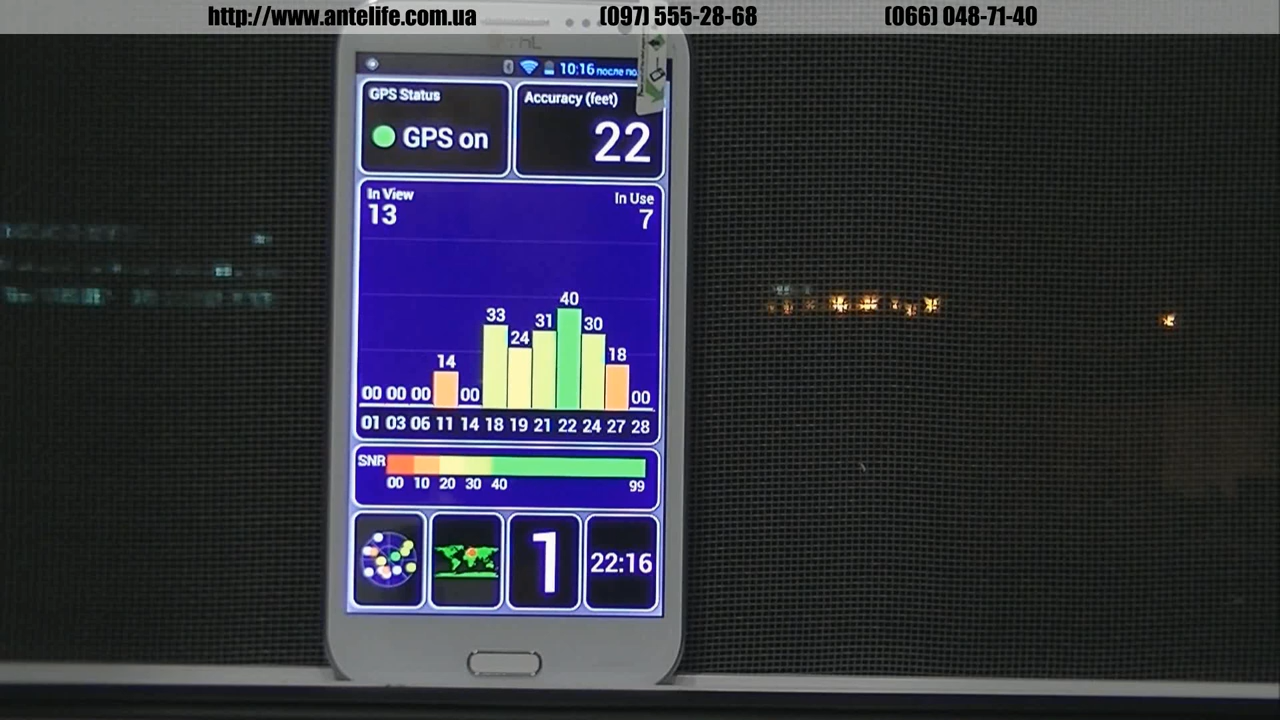 http://www.antelife.com.ua (097) 555-28-68 (066) 048-71-40
10:16 после
GPS Status
Accuracy (feet)
GPS on
22
In View
In Use
13
7
40
33
31
30
24
18
14
00 00 00 00 00
01 03 06 11 14 18 19 21 22 24 27 28
SNR
00 10 20 30 40 99
1
22:16